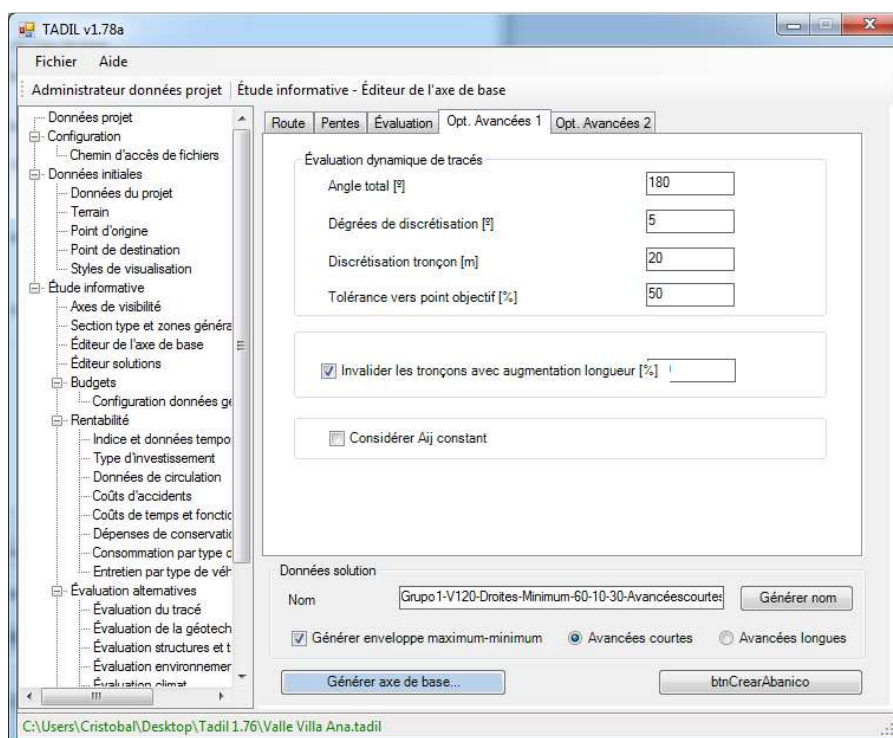 TADIL v1.78a
Fichier Aide
Administrateur données projet Étude informative - Éditeur de l'axe de base
Données projet
Configuration
Chemin d'accès de fichiers
Données initiales
Données du projet
Terrain
Point d'origine
Point de destination
Styles de visualisation
Étude informative
Axes de visibilité
Section type et zones généra
Éditeur de l'axe de base
Éditeur solutions
Budgets
Configuration données ge
Rentabilité
Indice et données tempo
Type d'investissement
Données de circulation
Coûts d'accidents
Coûts de temps et fonctio
Dépenses de conservatio
Consommation par type d
Entretien par type de véh
Évaluation alternatives
Évaluation du tracé
Évaluation de la géotech
Évaluation structures et t
Évaluation environnemer
Évaluation climat
Route Pentes Évaluation Opt. Avancées 1 Opt. Avancées 2
Évaluation dynamique de tracés
Angle total [º] 180
Dégrées de discrétisation [º] 5
Discrétisation tronçon [m] 20
Tolérance vers point objectif [%] 50
Invalider les tronçons avec augmentation longueur [%]
Considérer Aij constant
Données solution
Nom Grupo1-V120-Droites-Minimum-60-10-30-Avancéescourtes Générer nom
Générer enveloppe maximum-minimum Avancées courtes Avancées longues
Générer axe de base... btnCrearAbanico
C:\Users\Cristobal\Desktop\Tadil 1.76\Valle Villa Ana.tadil